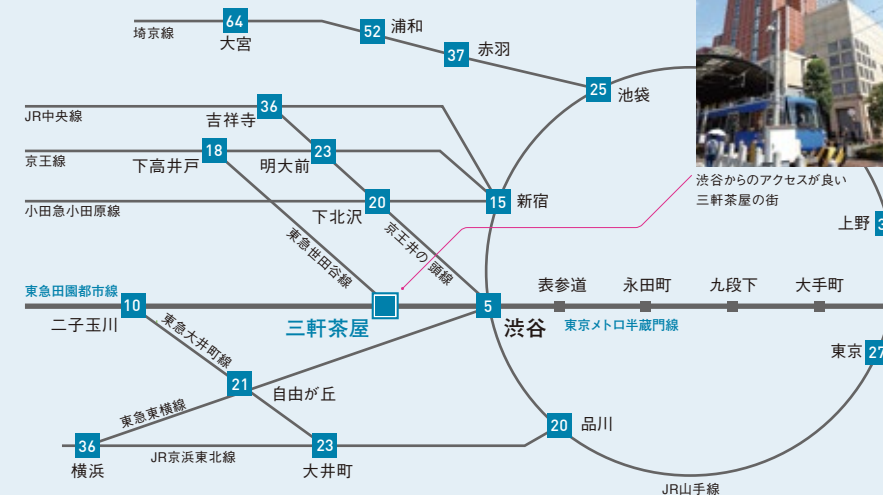 埼京線
64
大宮
52
浦和
37
赤羽
25
池袋
JR中央線
36
吉祥寺
京王線
18
下高井戸
23
明大前
小田急小田原線
20
下北沢
15
新宿
渋谷からのアクセスが良い
三軒茶屋の街
上野
3
東急世田谷線
京王井の頭線
東急田園都市線
10
二子玉川
三軒茶屋
5
渋谷
表参道
永田町
九段下
大手町
東京メトロ半蔵門線
東急大井町線
21
自由が丘
東急東横線
36
横浜
JR京浜東北線
23
大井町
20
品川
東京
27
JR山手線